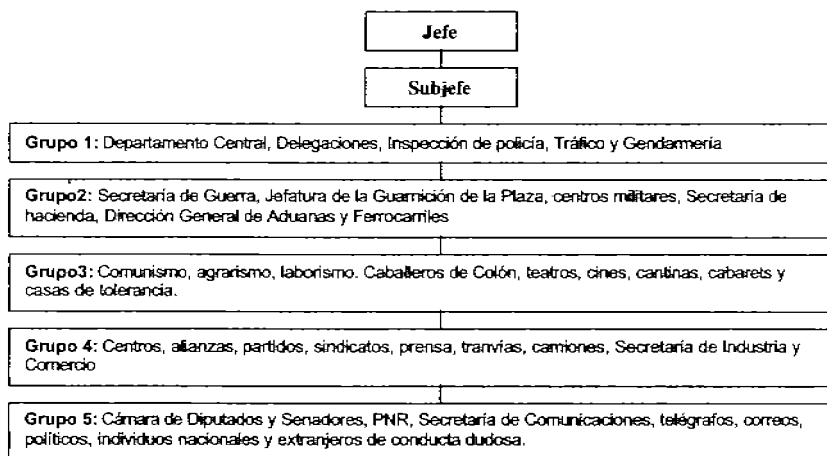 Jefe
Subjefe
Grupo 1: Departamento Central, Delegaciones, Inspección de policía, Tráfico y Gendarmería
Grupo2: Secretaría de Guerra, Jefatura de la Guarnición de la Plaza, centros militares, Secretaría de
hacienda, Dirección General de Aduanas y Ferrocarriles
Grupo3: Comunismo, agrarismo, laborismo. Caballeros de Colón, teatros, cines, cantinas, cabarets y
casas de tolerancia.
Grupo 4: Centros, alianzas, partidos, sindicatos, prensa, tranvías, camiones, Secretaría de Industria y
Comercio
Grupo 5: Cámara de Diputados y Senadores, PNR, Secretaría de Comunicaciones, telégrafos, correos,
políticos, individuos nacionales y extranjeros de conducta dudosa.